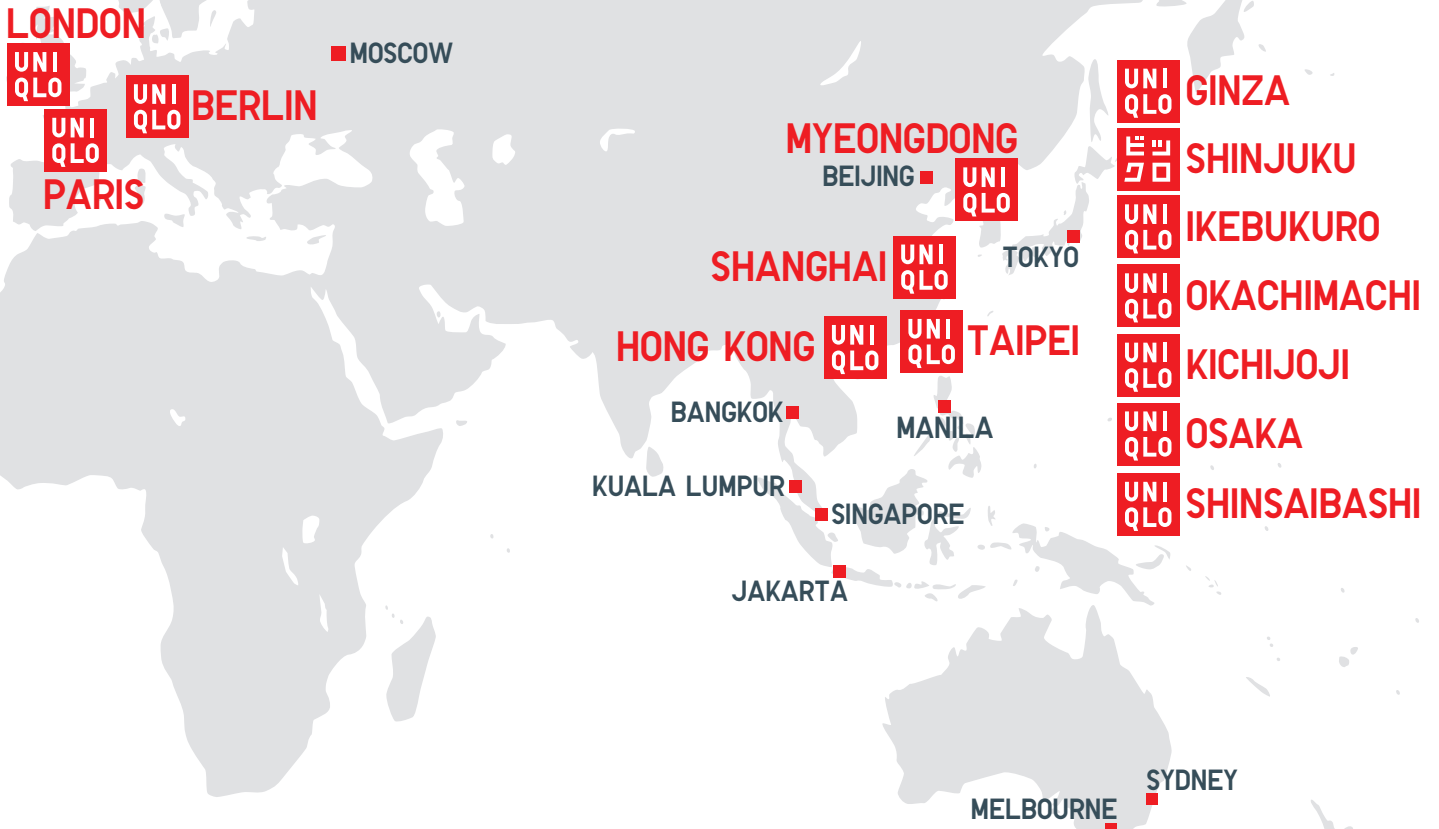 LONDON
UNI
QLO
MOSCOW
UNI
QLO
BERLIN
UNI
QLO
PARIS
MYEONGDONG
BEIJING
UNI
QLO
TOKYO
SHANGHAI
UNI
QLO
HONG KONG
UNI
QLO
UNI
QLO
TAIPEI
BANGKOK
MANILA
KUALA LUMPUR
SINGAPORE
JAKARTA
SYDNEY
MELBOURNE
UNI
QLO
GINZA
ビッ
クロ
SHINJUKU
UNI
QLO
IKEBUKURO
UNI
QLO
OKACHIMACHI
UNI
QLO
KICHIJOJI
UNI
QLO
OSAKA
UNI
QLO
SHINSAIBASHI